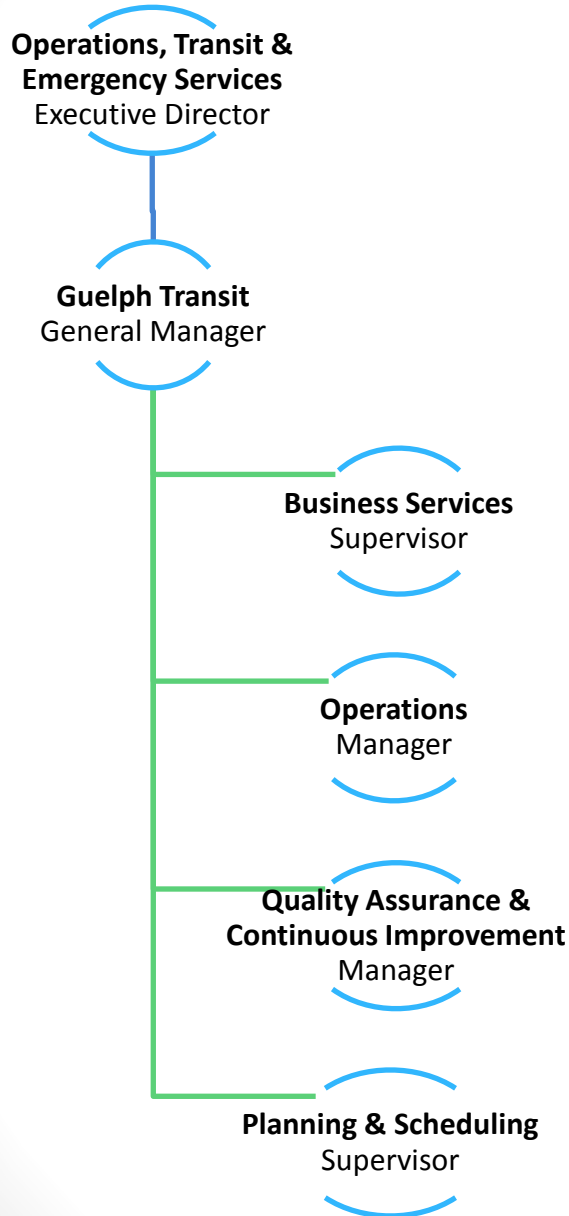 Operations, Transit &
Emergency Services
Executive Director
Guelph Transit
General Manager
Business Services
Supervisor
Operations
Manager
Quality Assurance &
Continuous Improvement
Manager
Planning & Scheduling
Supervisor